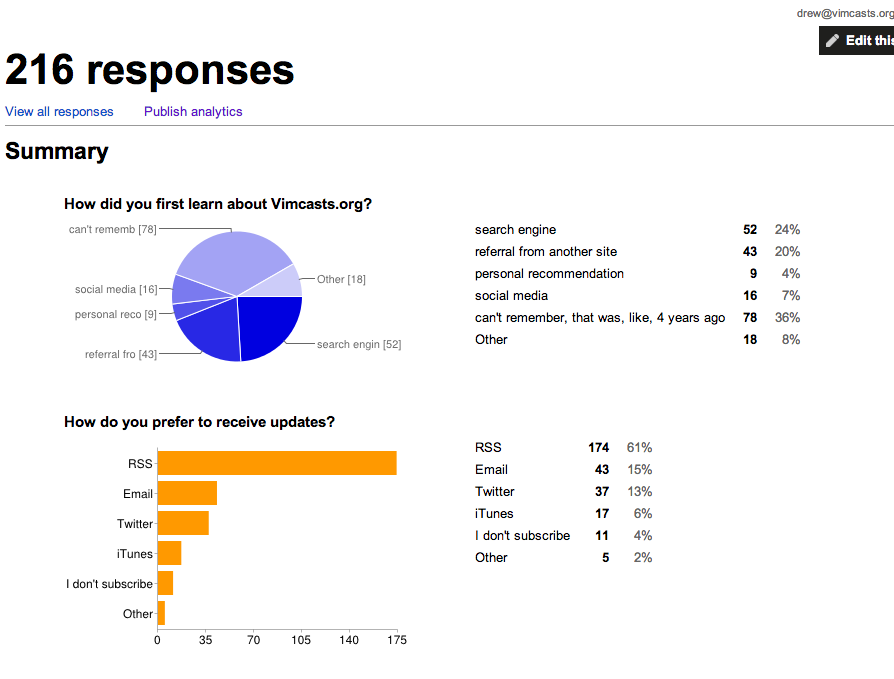 drew@vimcasts.org
Edit this
216 responses
View all responses Publish analytics
Summary
How did you first learn about Vimcasts.org?
can't rememb [78]
social media [16]
personal reco [9]
referral fro [43]
Other [18]
search engin [52]
search engine 52 24%
referral from another site 43 20%
personal recommendation 9 4%
social media 16 7%
can't remember, that was, like, 4 years ago 78 36%
Other 18 8%
How do you prefer to receive updates?
RSS
Email
Twitter
iTunes
I don't subscribe
Other
0 35 70 105 140 175
RSS 174 61%
Email 43 15%
Twitter 37 13%
iTunes 17 6%
I don't subscribe 11 4%
Other 5 2%